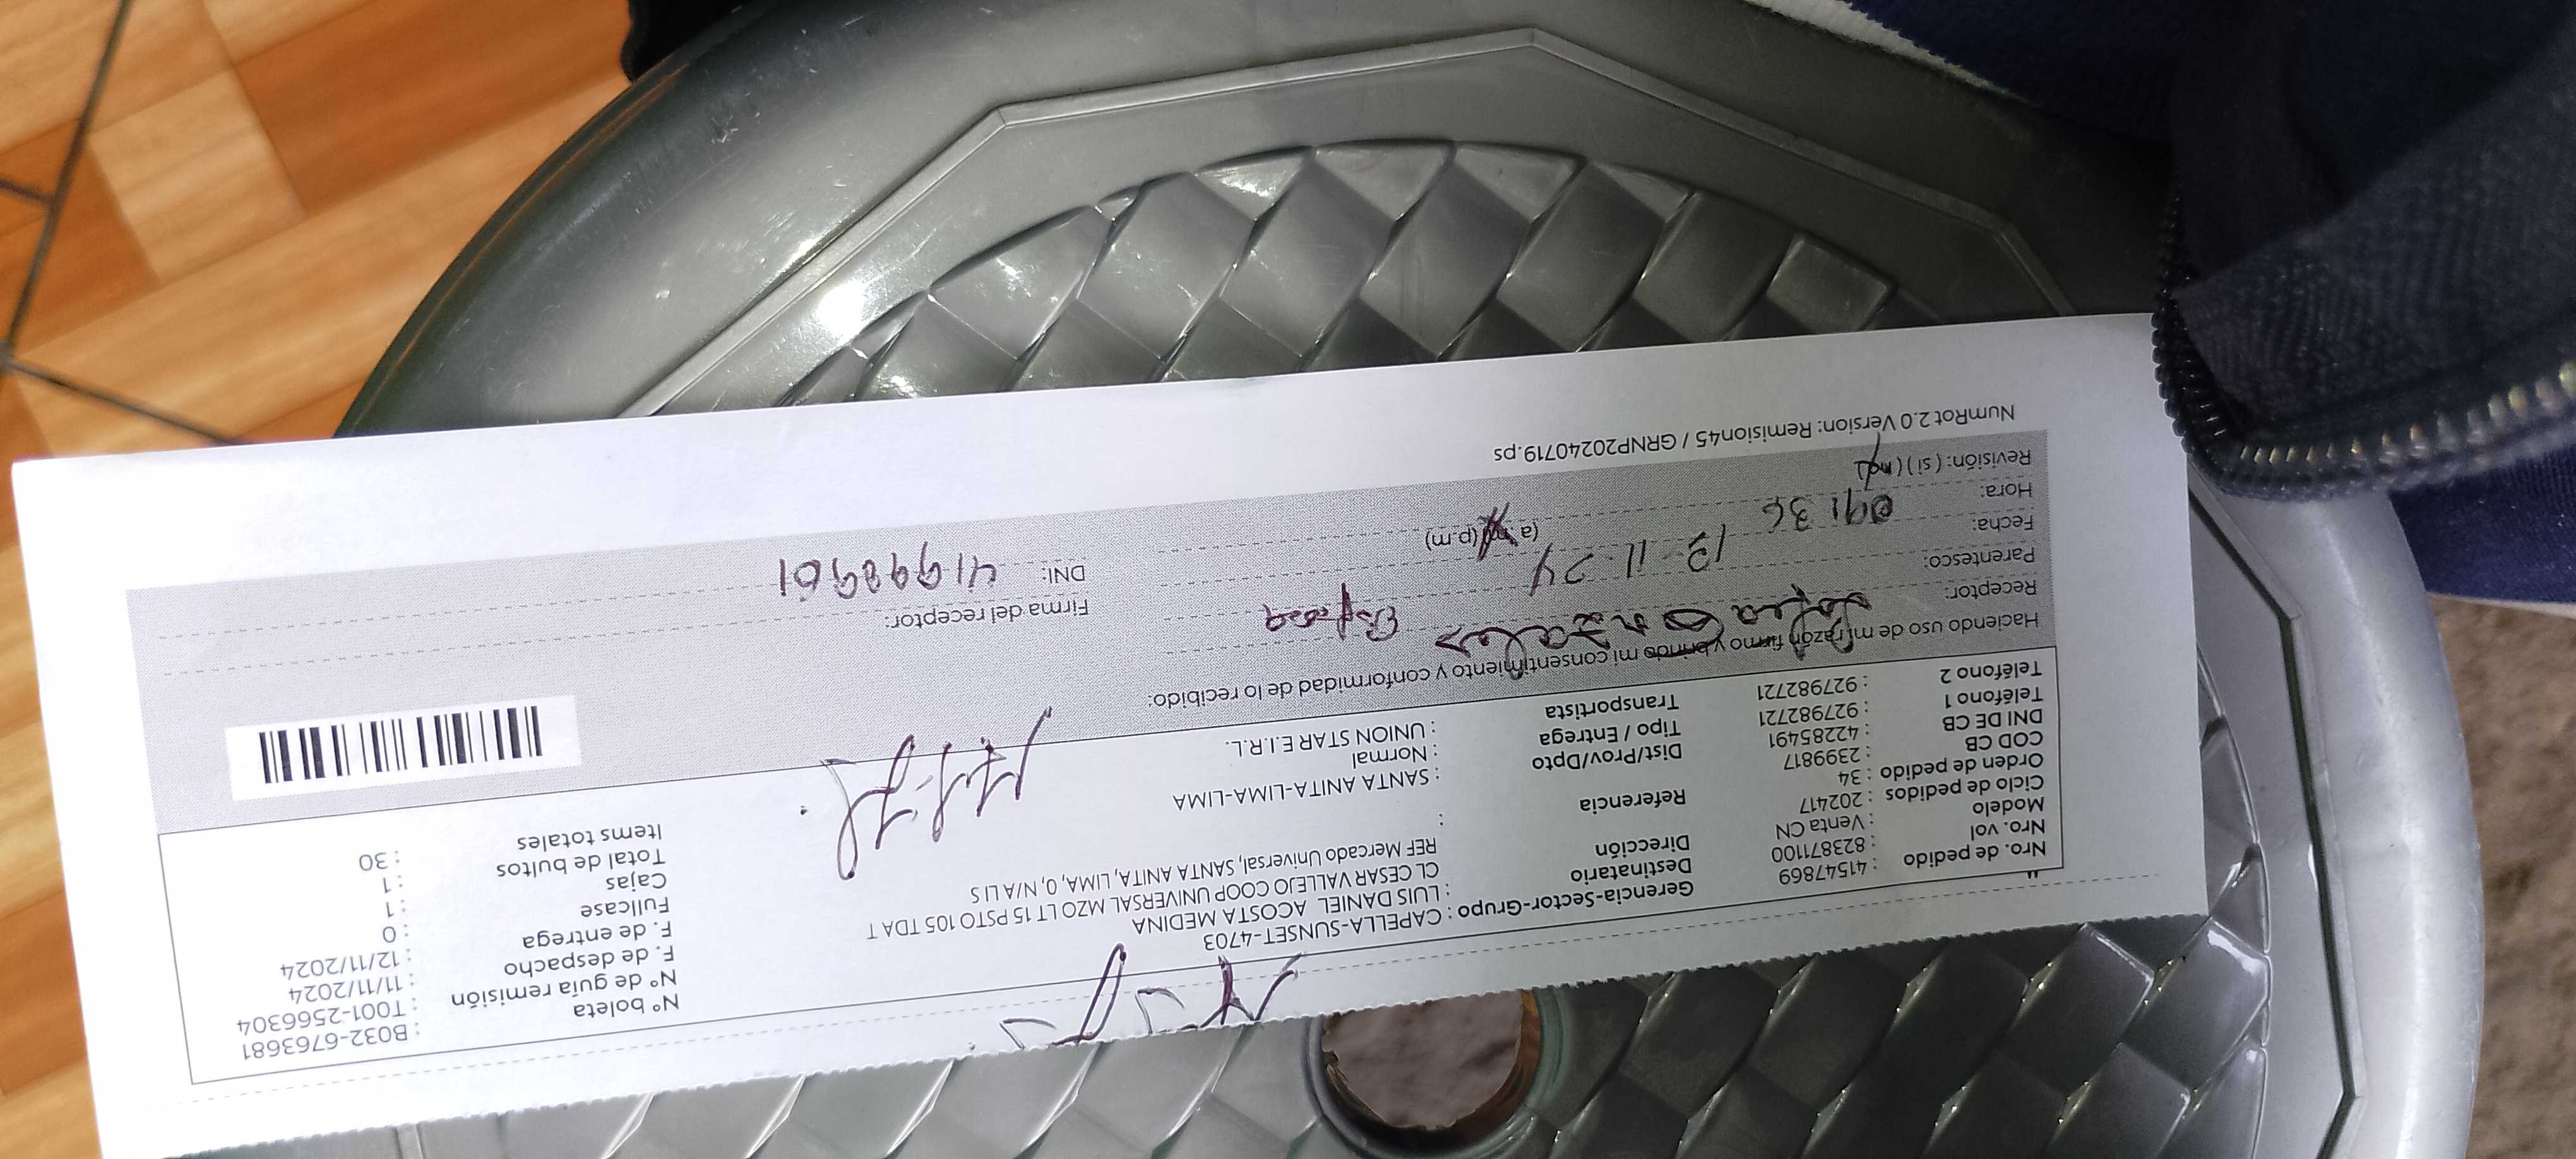 Nro. de pedido : 41547869
Nro. vol : 823871100
Modelo : Venta CN
Ciclo de pedidos : 202417
Orden de pedido : 34
COD CB : 2399817
DNI DE CB : 42285491
Teléfono 1 : 927982721
Teléfono 2 : 927982721
Gerencia-Sector-Grupo : CAPELLA-SUNSET-4703
Destinatario : LUIS DANIEL ACOSTA MEDINA
Dirección CL CESAR VALLEJO COOP UNIVERSAL MZO LT 15 PSTO 105 TDA T
REF Mercado Universal, SANTA ANITA, LIMA, 0, N/A LI S
Referencia :
Dist/Prov/Dpto : SANTA ANITA-LIMA-LIMA
Tipo / Entrega : Normal
Transportista : UNION STAR E.I.R.L.
N° boleta : B032-6763681
N° de guía remisión : T001-2566304
F. de despacho : 11/11/2024
F. de entrega : 12/11/2024
Fullcase : 0
Cajas : 1
Total de bultos : 1
Items totales : 30
Haciendo uso de mi razón firmo y brindo mi consentimiento y conformidad de lo recibido:
Receptor: Sofia Gonzales
Parentesco: Esposa
Fecha: 13 11 24
Hora: 09:36 (a.m) (p.m)
Revisión: (si) (no)
Firma del receptor:
DNI: 41998961
NumRot 2.0 Version: Remision45 / GRNP20240719.ps